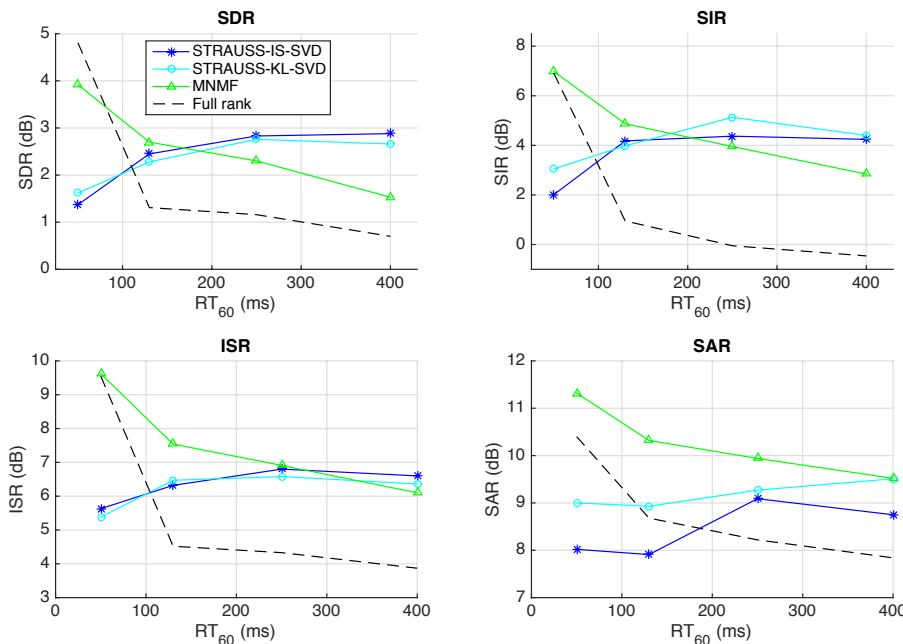 SDR
SDR (dB)
5
4
3
2
1
0
STRAUSS-IS-SVD
STRAUSS-KL-SVD
MNMF
Full rank
100 200 300 400
RT60 (ms)
SIR
SIR (dB)
8
6
4
2
0
100 200 300 400
RT60 (ms)
ISR
ISR (dB)
10
9
8
7
6
5
4
3
0 100 200 300 400
RT60 (ms)
SAR
SAR (dB)
12
11
10
9
8
7
0 100 200 300 400
RT60 (ms)